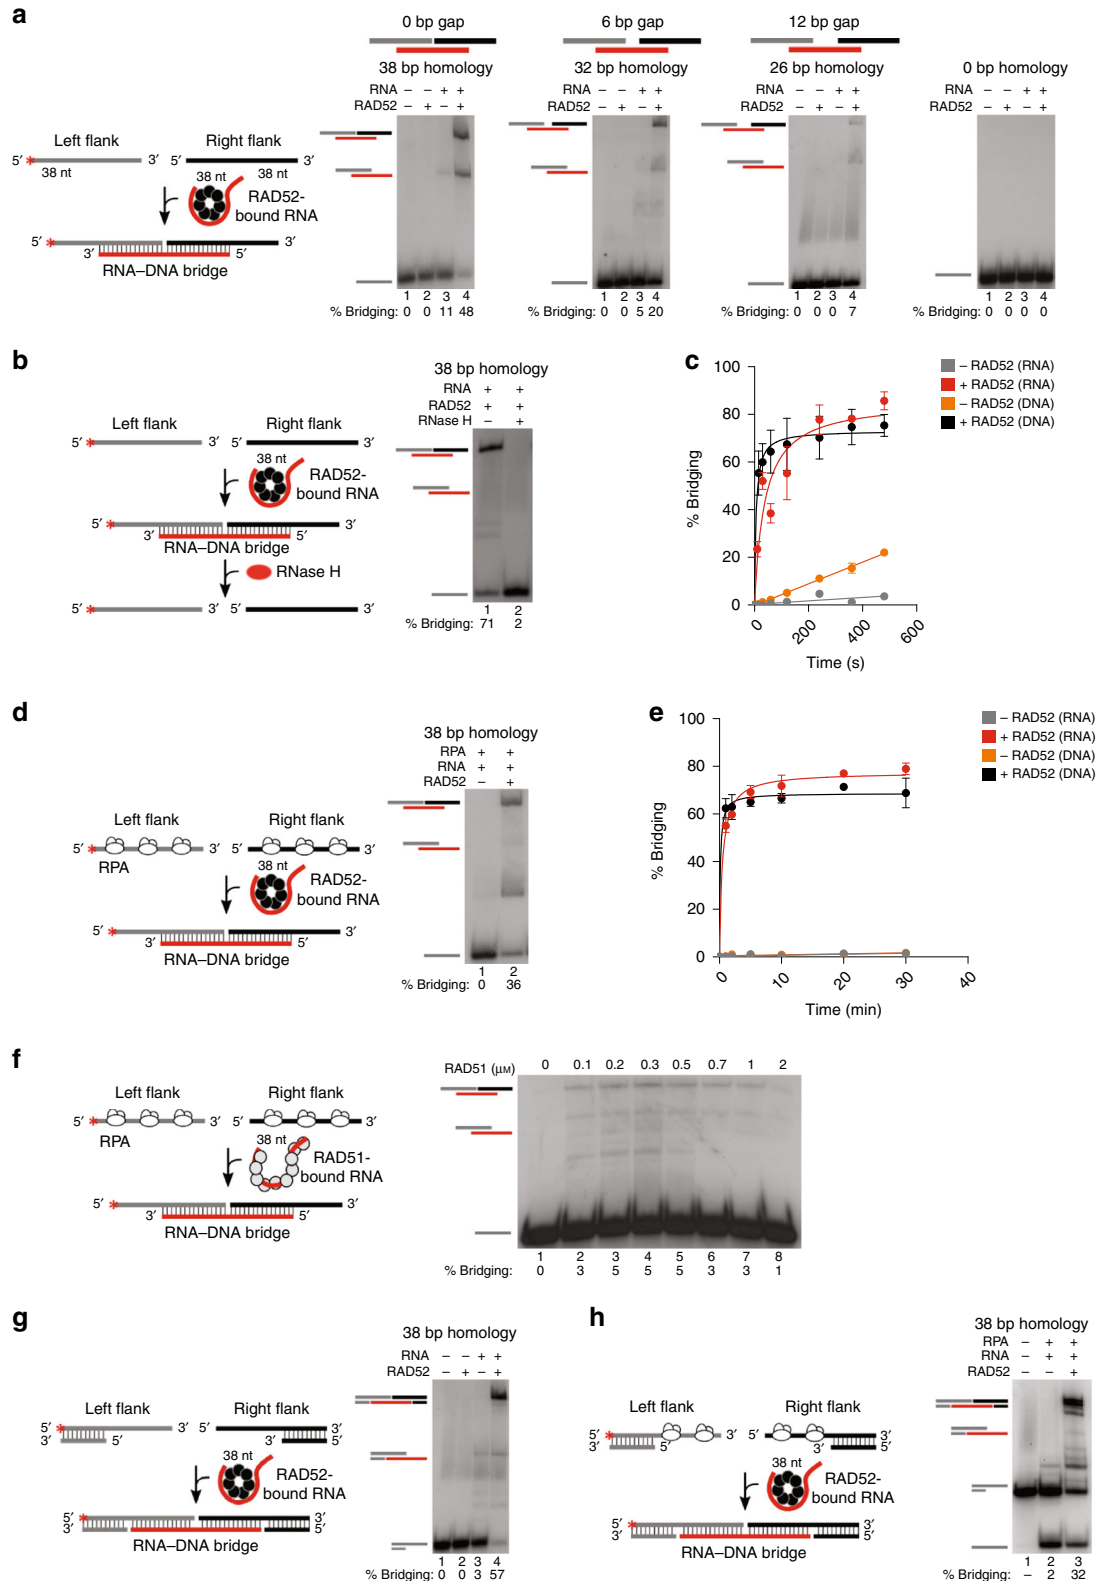 a
0 bp gap
6 bp gap
12 bp gap
38 bp homology
32 bp homology
26 bp homology
0 bp homology
RNA − − + +
RAD52 − + − +
RNA − − + +
RAD52 − + − +
RNA − − + +
RAD52 − + − +
RNA − − + +
RAD52 − + − +
Left flank
Right flank
5′ * 3′ 5′ 3′
38 nt
38 nt
38 nt
RAD52-
bound RNA
5′ * 3′
3′ 5′
RNA–DNA bridge
1 2 3 4
% Bridging: 0 0 11 48
1 2 3 4
% Bridging: 0 0 5 20
1 2 3 4
% Bridging: 0 0 0 7
1 2 3 4
% Bridging: 0 0 0 0
b
38 bp homology
RNA + +
RAD52 + +
RNase H − +
Left flank
Right flank
5′ * 3′ 5′ 3′
38 nt
RAD52-
bound RNA
5′ * 3′
3′ 5′
RNA–DNA bridge
RNase H
5′ * 3′ 5′ 3′
1 2
% Bridging: 71 2
c
100
80
60
40
20
0
% Bridging
0 200 400 600
Time (s)
− RAD52 (RNA)
+ RAD52 (RNA)
− RAD52 (DNA)
+ RAD52 (DNA)
d
38 bp homology
RPA + +
RNA + +
RAD52 − +
Left flank
Right flank
5′ * 3′ 5′ 3′
RPA
38 nt
RAD52-
bound RNA
5′ * 3′
3′ 5′
RNA–DNA bridge
1 2
% Bridging: 0 36
e
100
80
60
40
20
0
% Bridging
0 10 20 30 40
Time (min)
− RAD52 (RNA)
+ RAD52 (RNA)
− RAD52 (DNA)
+ RAD52 (DNA)
f
RAD51 (µM) 0 0.1 0.2 0.3 0.5 0.7 1 2
Left flank
Right flank
5′ * 3′ 5′ 3′
RPA
38 nt
RAD51-
bound RNA
5′ * 3′
3′ 5′
RNA–DNA bridge
1 2 3 4 5 6 7 8
% Bridging: 0 3 5 5 5 3 3 1
g
38 bp homology
RNA − − + +
RAD52 − + − +
Left flank
Right flank
5′ * 3′ 5′ 3′
3′ 5′ 3′ 5′
38 nt
RAD52-
bound RNA
5′ * 3′
3′ 5′
RNA–DNA bridge
1 2 3 4
% Bridging: 0 0 3 57
h
38 bp homology
RPA − + +
RNA − + +
RAD52 − − +
Left flank
Right flank
5′ * 3′ 5′ 3′
3′ 5′ 3′ 5′
38 nt
RAD52-
bound RNA
5′ * 3′
3′ 5′
RNA–DNA bridge
1 2 3
% Bridging: – 2 32